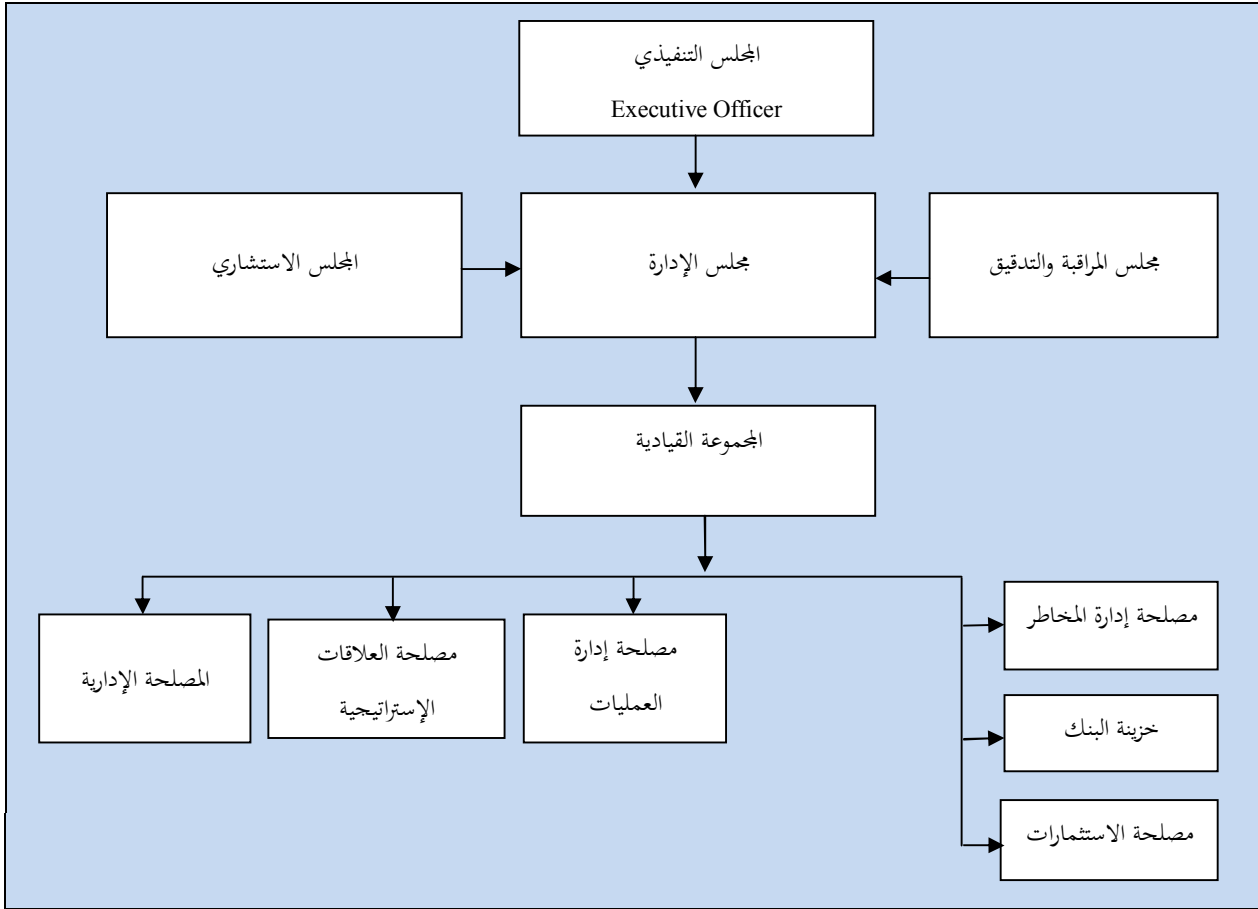 المجلس التنفيذي
Executive Officer
مجلس المراقبة والتدقيق
مجلس الإدارة
المجلس الاستشاري
المجموعة القيادية
مصلحة إدارة المخاطر
خزينة البنك
مصلحة الاستثمارات
مصلحة إدارة
العمليات
مصلحة العلاقات
الإستراتيجية
المصلحة الإدارية